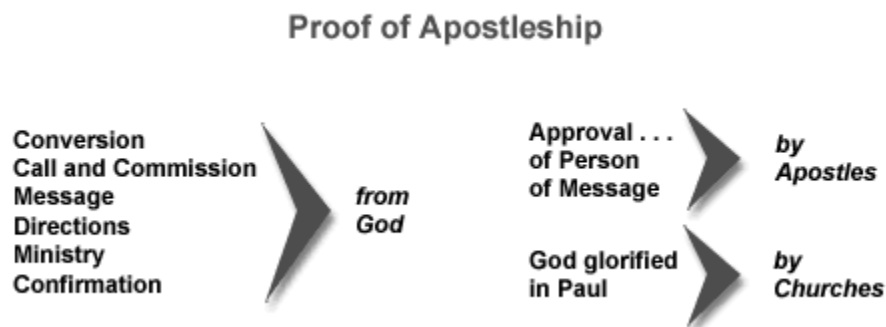 Proof of Apostleship
Conversion
Call and Commission
Message
Directions
Ministry
Confirmation
from
God
Approval . . .
of Person
of Message
by
Apostles
God glorified
in Paul
by
Churches